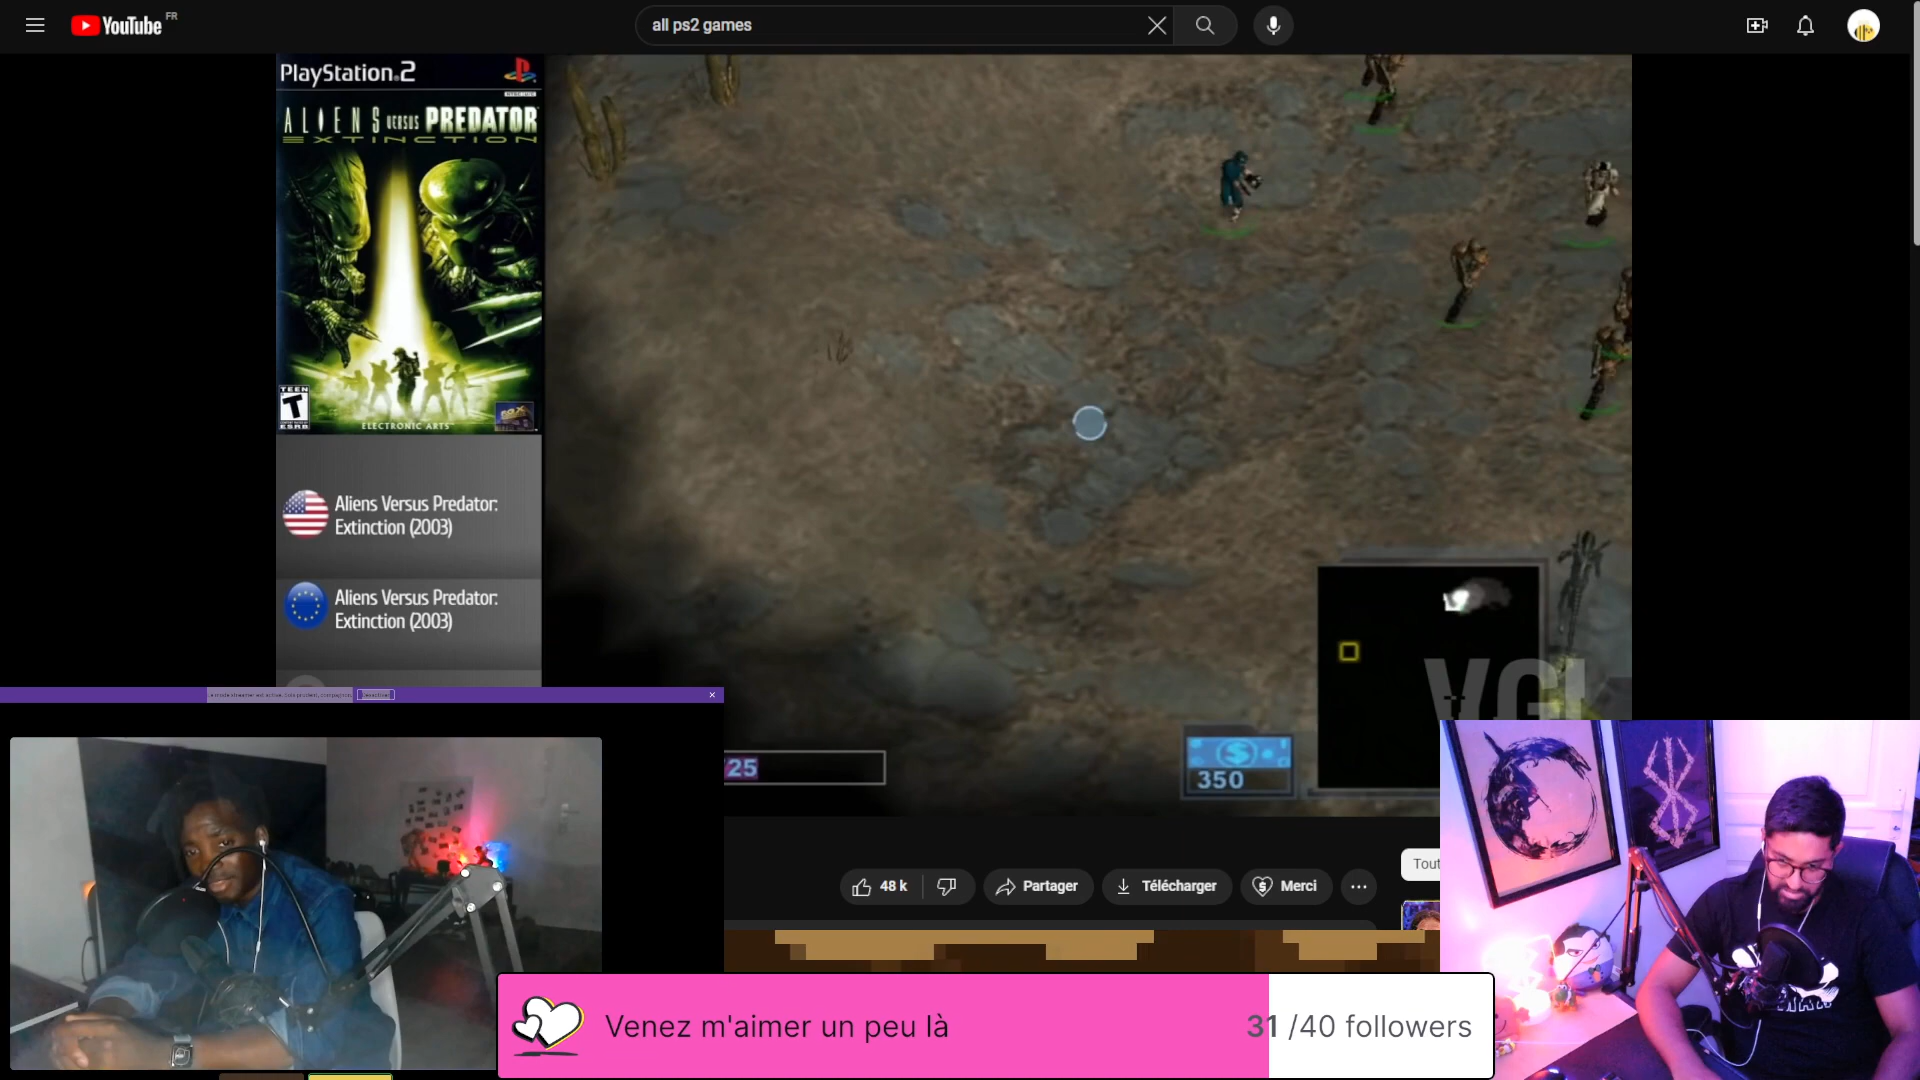 YouTube FR
all ps2 games
PlayStation.2
ALIENS VERSUS PREDATOR
EXTINCTION
TEEN
T
ESRB
ELECTRONIC ARTS
Aliens Versus Predator:
Extinction (2003)
Aliens Versus Predator:
Extinction (2003)
25
350
48 k
Partager
Télécharger
Merci
Tout
Venez m'aimer un peu là
31 /40 followers